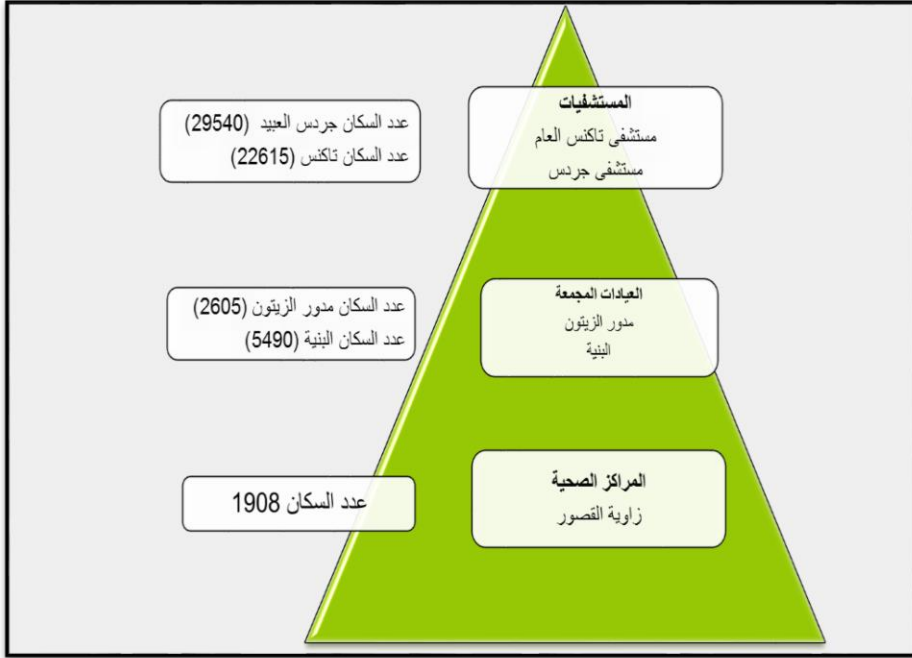 المستشفيات
مستشفى تاكنس العام
مستشفى جردس
عدد السكان جردس العبيد (29540)
عدد السكان تاكنس (22615)
العيادات المجمعة
مدور الزيتون
البنية
عدد السكان مدور الزيتون (2605)
عدد السكان البنية (5490)
المراكز الصحية
زاوية القصور
عدد السكان 1908